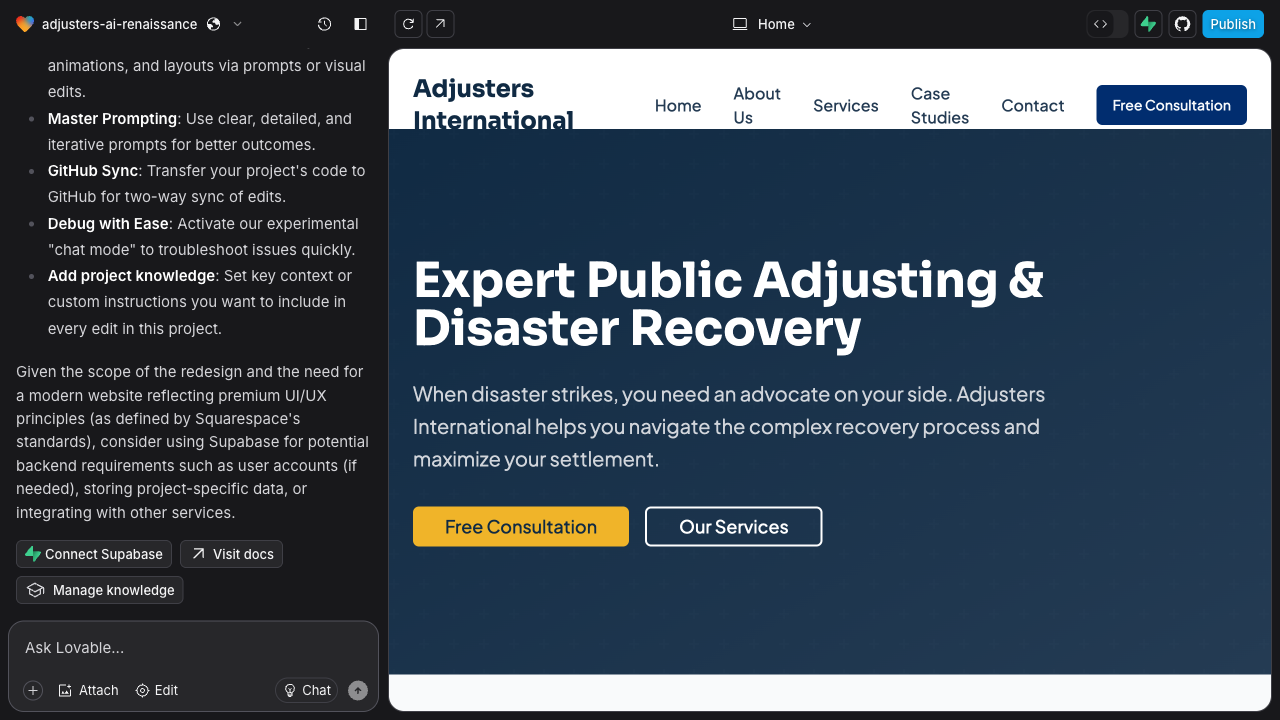 adjusters-ai-renaissance
Home
Publish
animations, and layouts via prompts or visual
edits.
Master Prompting: Use clear, detailed, and
iterative prompts for better outcomes.
GitHub Sync: Transfer your project's code to
GitHub for two-way sync of edits.
Debug with Ease: Activate our experimental
"chat mode" to troubleshoot issues quickly.
Add project knowledge: Set key context or
custom instructions you want to include in
every edit in this project.
Given the scope of the redesign and the need for
a modern website reflecting premium UI/UX
principles (as defined by Squarespace's
standards), consider using Supabase for potential
backend requirements such as user accounts (if
needed), storing project-specific data, or
integrating with other services.
Connect Supabase
Visit docs
Manage knowledge
Ask Lovable...
Attach
Edit
Chat
Adjusters
International
Home
About
Us
Services
Case
Studies
Contact
Free Consultation
Expert Public Adjusting &
Disaster Recovery
When disaster strikes, you need an advocate on your side. Adjusters
International helps you navigate the complex recovery process and
maximize your settlement.
Free Consultation
Our Services